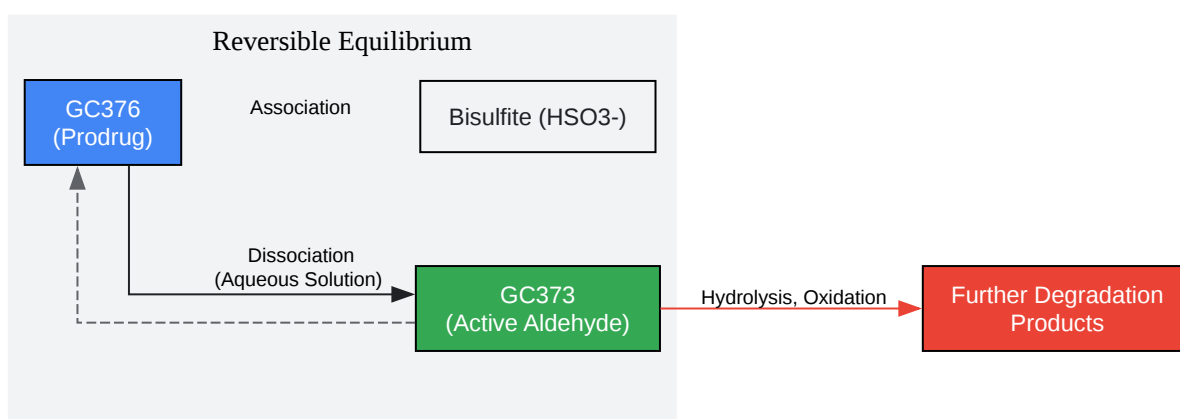 Reversible Equilibrium
GC376
(Prodrug)
Association
Bisulfite (HSO3-)
Dissociation
(Aqueous Solution)
GC373
(Active Aldehyde)
Hydrolysis, Oxidation
Further Degradation
Products